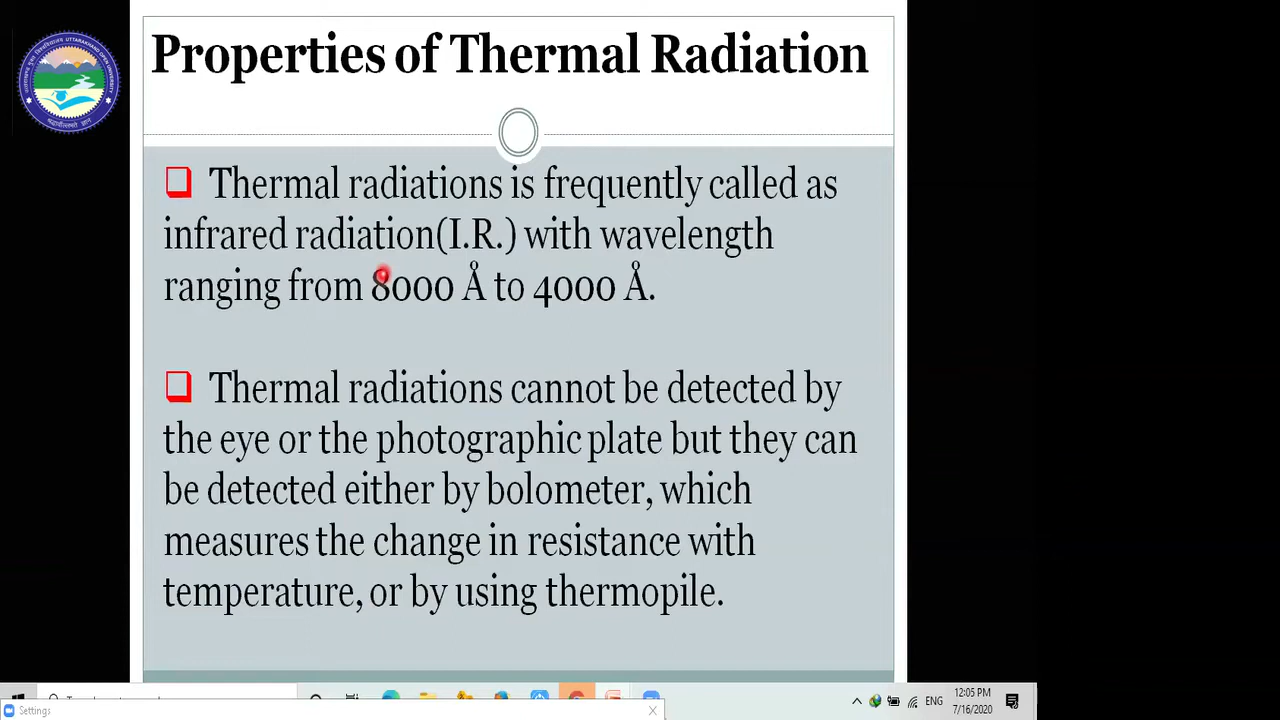 Properties of Thermal Radiation
UTTARAKHAND OPEN UNIVERSITY
❑ Thermal radiations is frequently called as
infrared radiation(I.R.) with wavelength
ranging from 8000 Å to 4000 Å.
❑ Thermal radiations cannot be detected by
the eye or the photographic plate but they can
be detected either by bolometer, which
measures the change in resistance with
temperature, or by using thermopile.
ENG
12:05 PM
7/16/2020
Settings